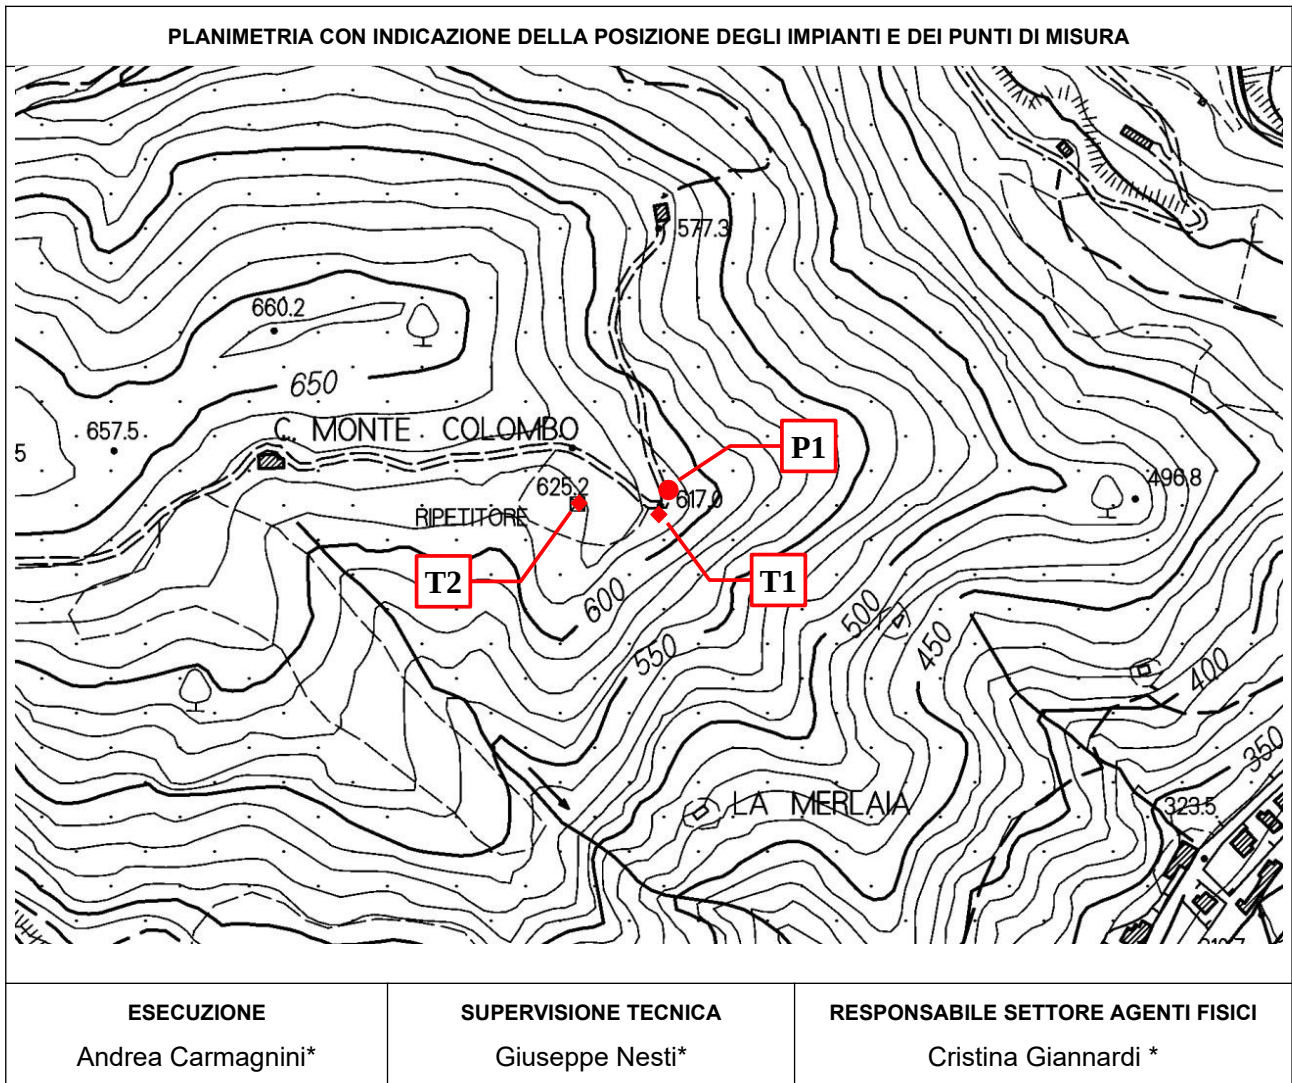 PLANIMETRIA CON INDICAZIONE DELLA POSIZIONE DEGLI IMPIANTI E DEI PUNTI DI MISURA
577.3
660.2
650
657.5
5
C. MONTE COLOMBO
P1
625.2
617.0
496.8
RIPETITORE
T2
T1
600
500
550
450
400
350
LA MERLAIA
323.5
ESECUZIONE
Andrea Carmagnini*
SUPERVISIONE TECNICA
Giuseppe Nesti*
RESPONSABILE SETTORE AGENTI FISICI
Cristina Giannardi *